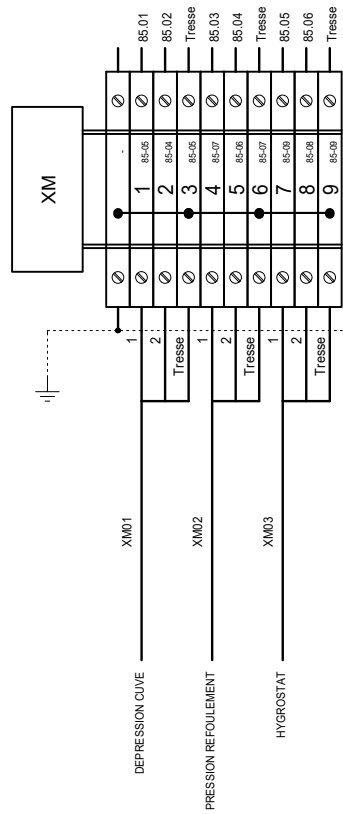 XM
85.01
85.02
Tresse
85.03
85.04
Tresse
85.05
85.06
Tresse
-
85-05
85-04
85-05
85-07
85-06
85-07
85-09
85-08
85-09
1
2
3
4
5
6
7
8
9
1
2
Tresse
1
2
Tresse
1
2
Tresse
XM01
XM02
XM03
DEPRESSION CUVE
PRESSION REFOULEMENT
HYGROSTAT